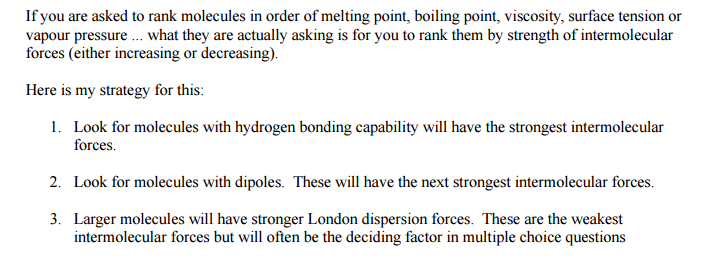 If you are asked to rank molecules in order of melting point, boiling point, viscosity, surface tension or
vapour pressure ... what they are actually asking is for you to rank them by strength of intermolecular
forces (either increasing or decreasing).
Here is my strategy for this:
1. Look for molecules with hydrogen bonding capability will have the strongest intermolecular
forces.
2. Look for molecules with dipoles. These will have the next strongest intermolecular forces.
3. Larger molecules will have stronger London dispersion forces. These are the weakest
intermolecular forces but will often be the deciding factor in multiple choice questions